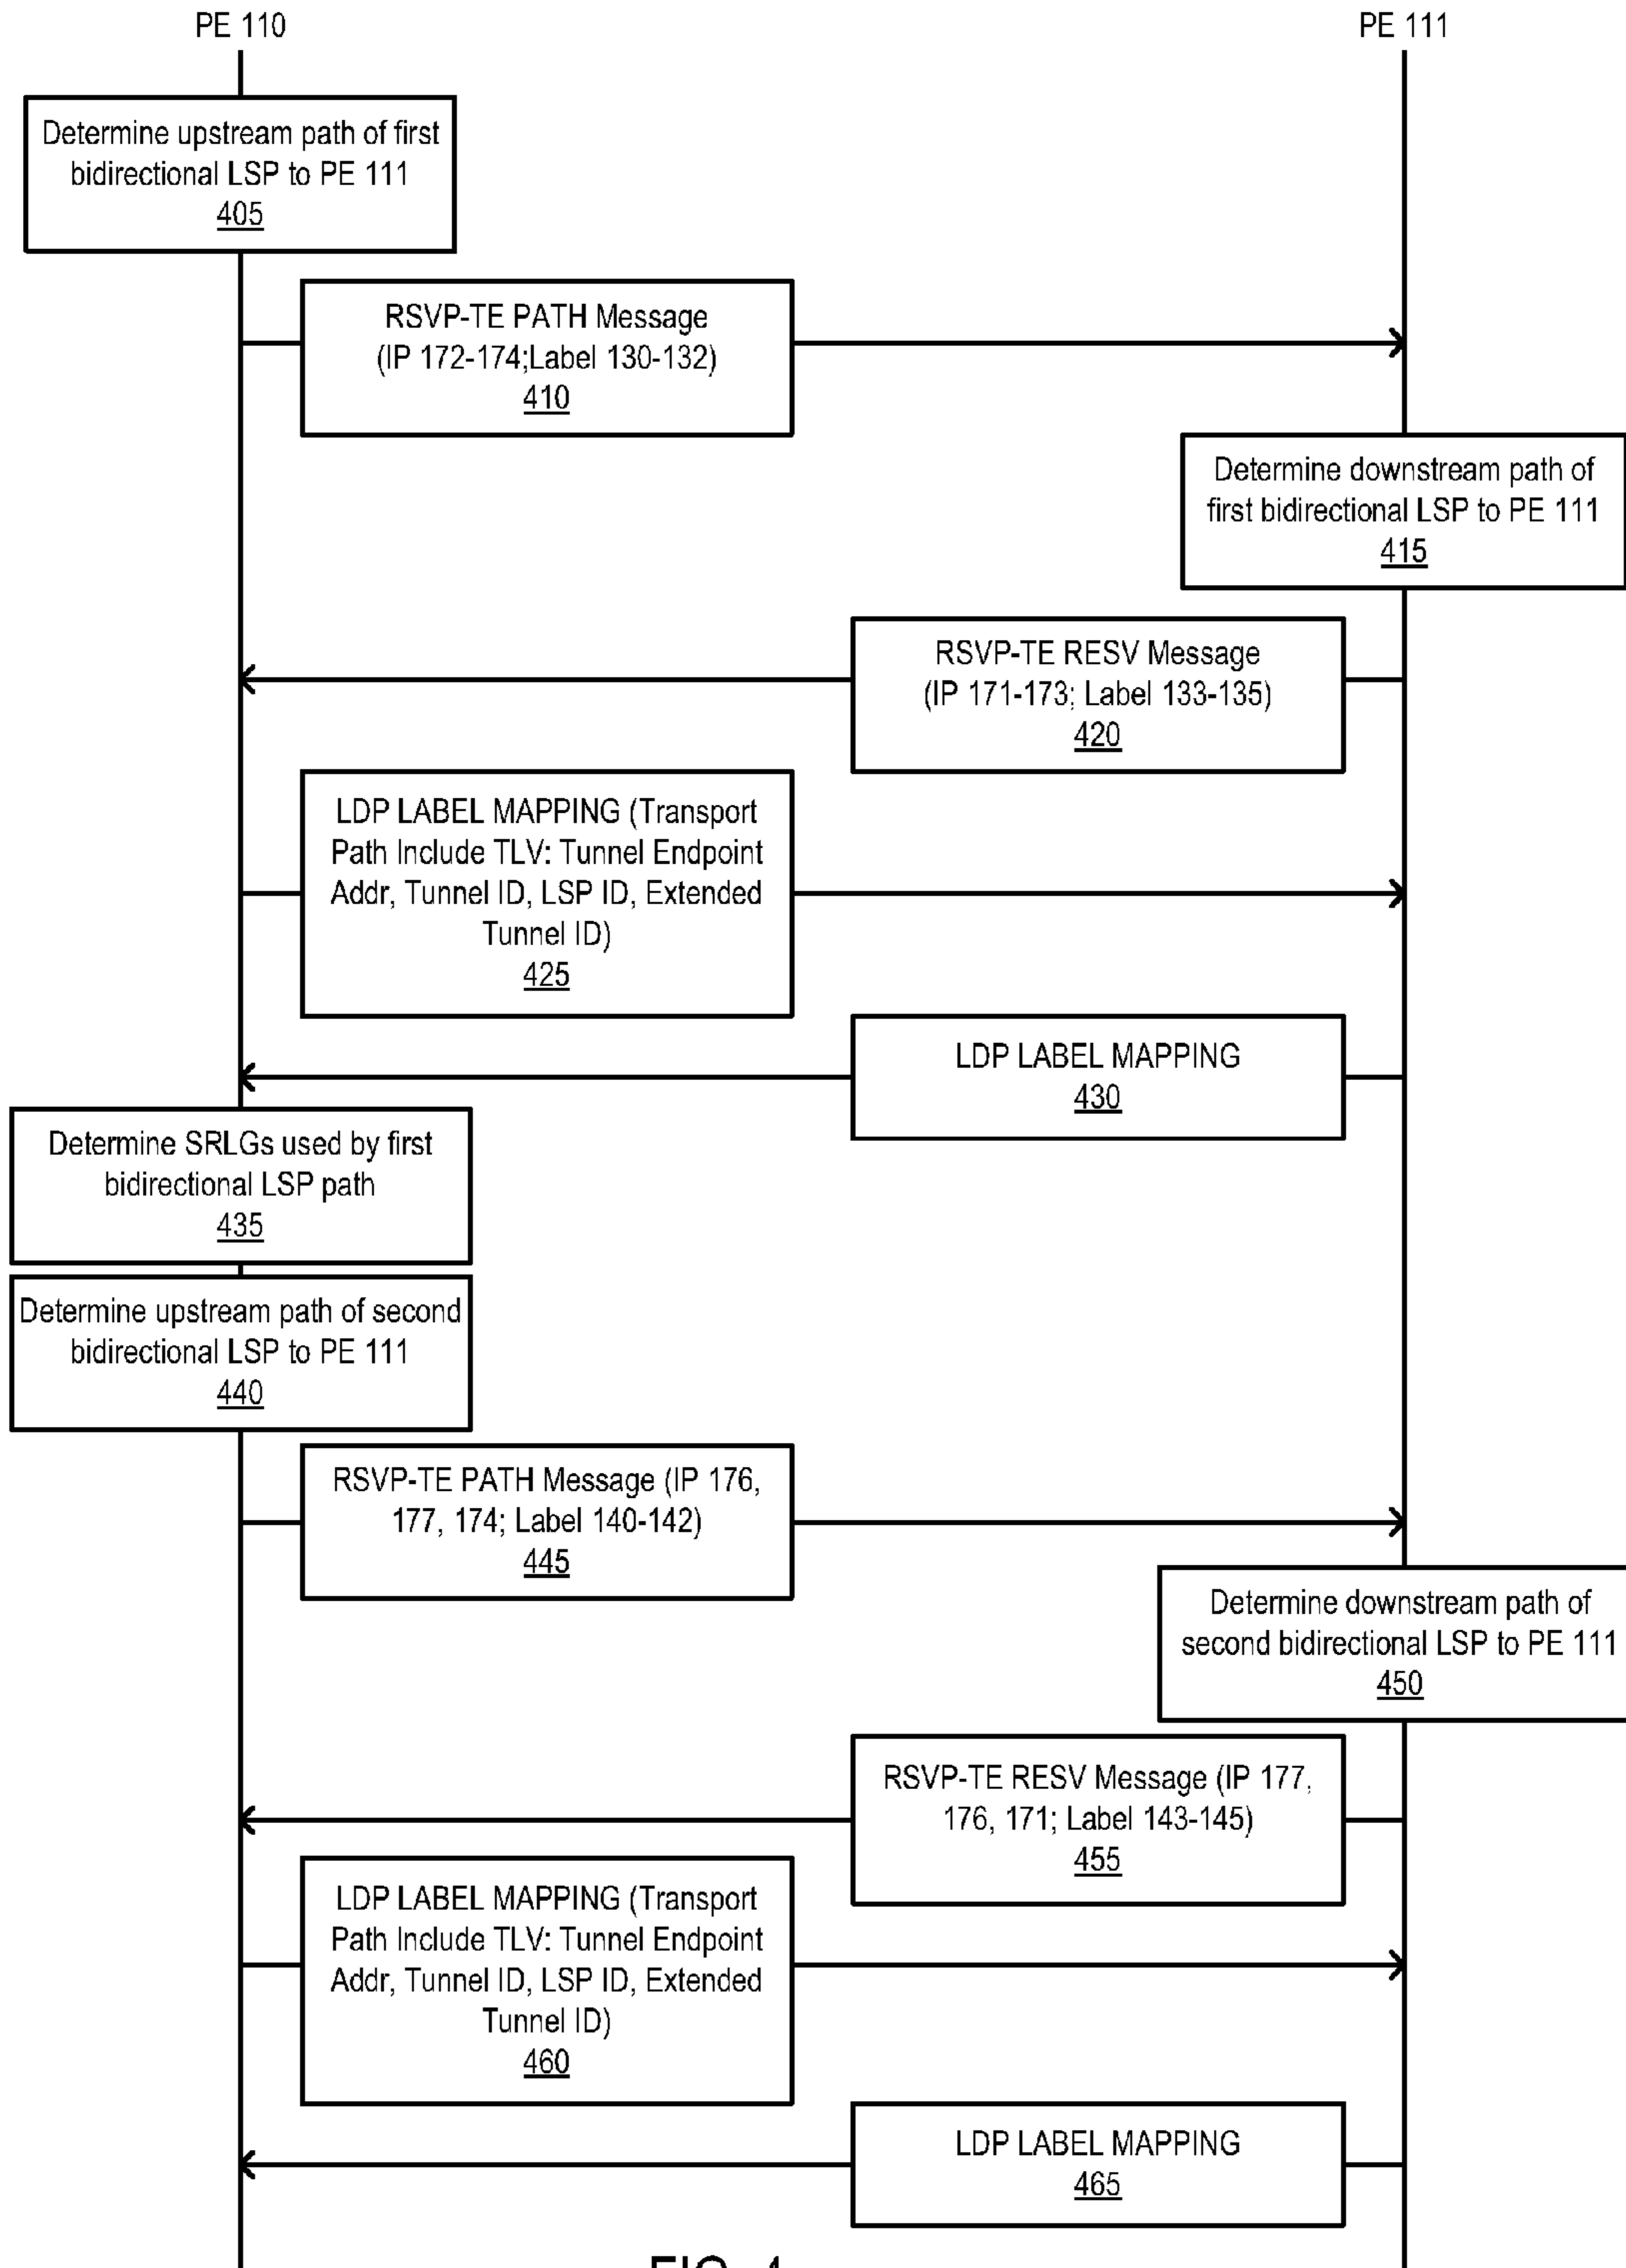 PE 110
PE 111
Determine upstream path of first
bidirectional LSP to PE 111
405
RSVP-TE PATH Message
(IP 172-174;Label 130-132)
410
Determine downstream path of
first bidirectional LSP to PE 111
415
RSVP-TE RESV Message
(IP 171-173; Label 133-135)
420
LDP LABEL MAPPING (Transport
Path Include TLV: Tunnel Endpoint
Addr, Tunnel ID, LSP ID, Extended
Tunnel ID)
425
LDP LABEL MAPPING
430
Determine SRLGs used by first
bidirectional LSP path
435
Determine upstream path of second
bidirectional LSP to PE 111
440
RSVP-TE PATH Message (IP 176,
177, 174; Label 140-142)
445
Determine downstream path of
second bidirectional LSP to PE 111
450
RSVP-TE RESV Message (IP 177,
176, 171; Label 143-145)
455
LDP LABEL MAPPING (Transport
Path Include TLV: Tunnel Endpoint
Addr, Tunnel ID, LSP ID, Extended
Tunnel ID)
460
LDP LABEL MAPPING
465
FIG. 4